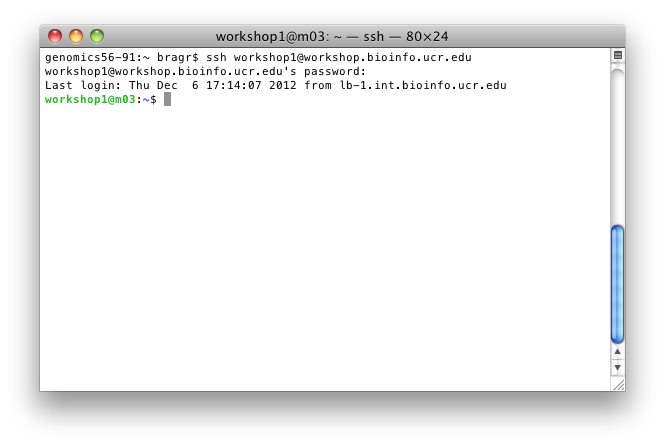 workshop1@m03: ~ — ssh — 80×24
genomics56-91:~ bragr$ ssh workshop1@workshop.bioinfo.ucr.edu
workshop1@workshop.bioinfo.ucr.edu's password:
Last login: Thu Dec  6 17:14:07 2012 from lb-1.int.bioinfo.ucr.edu
workshop1@m03:~$